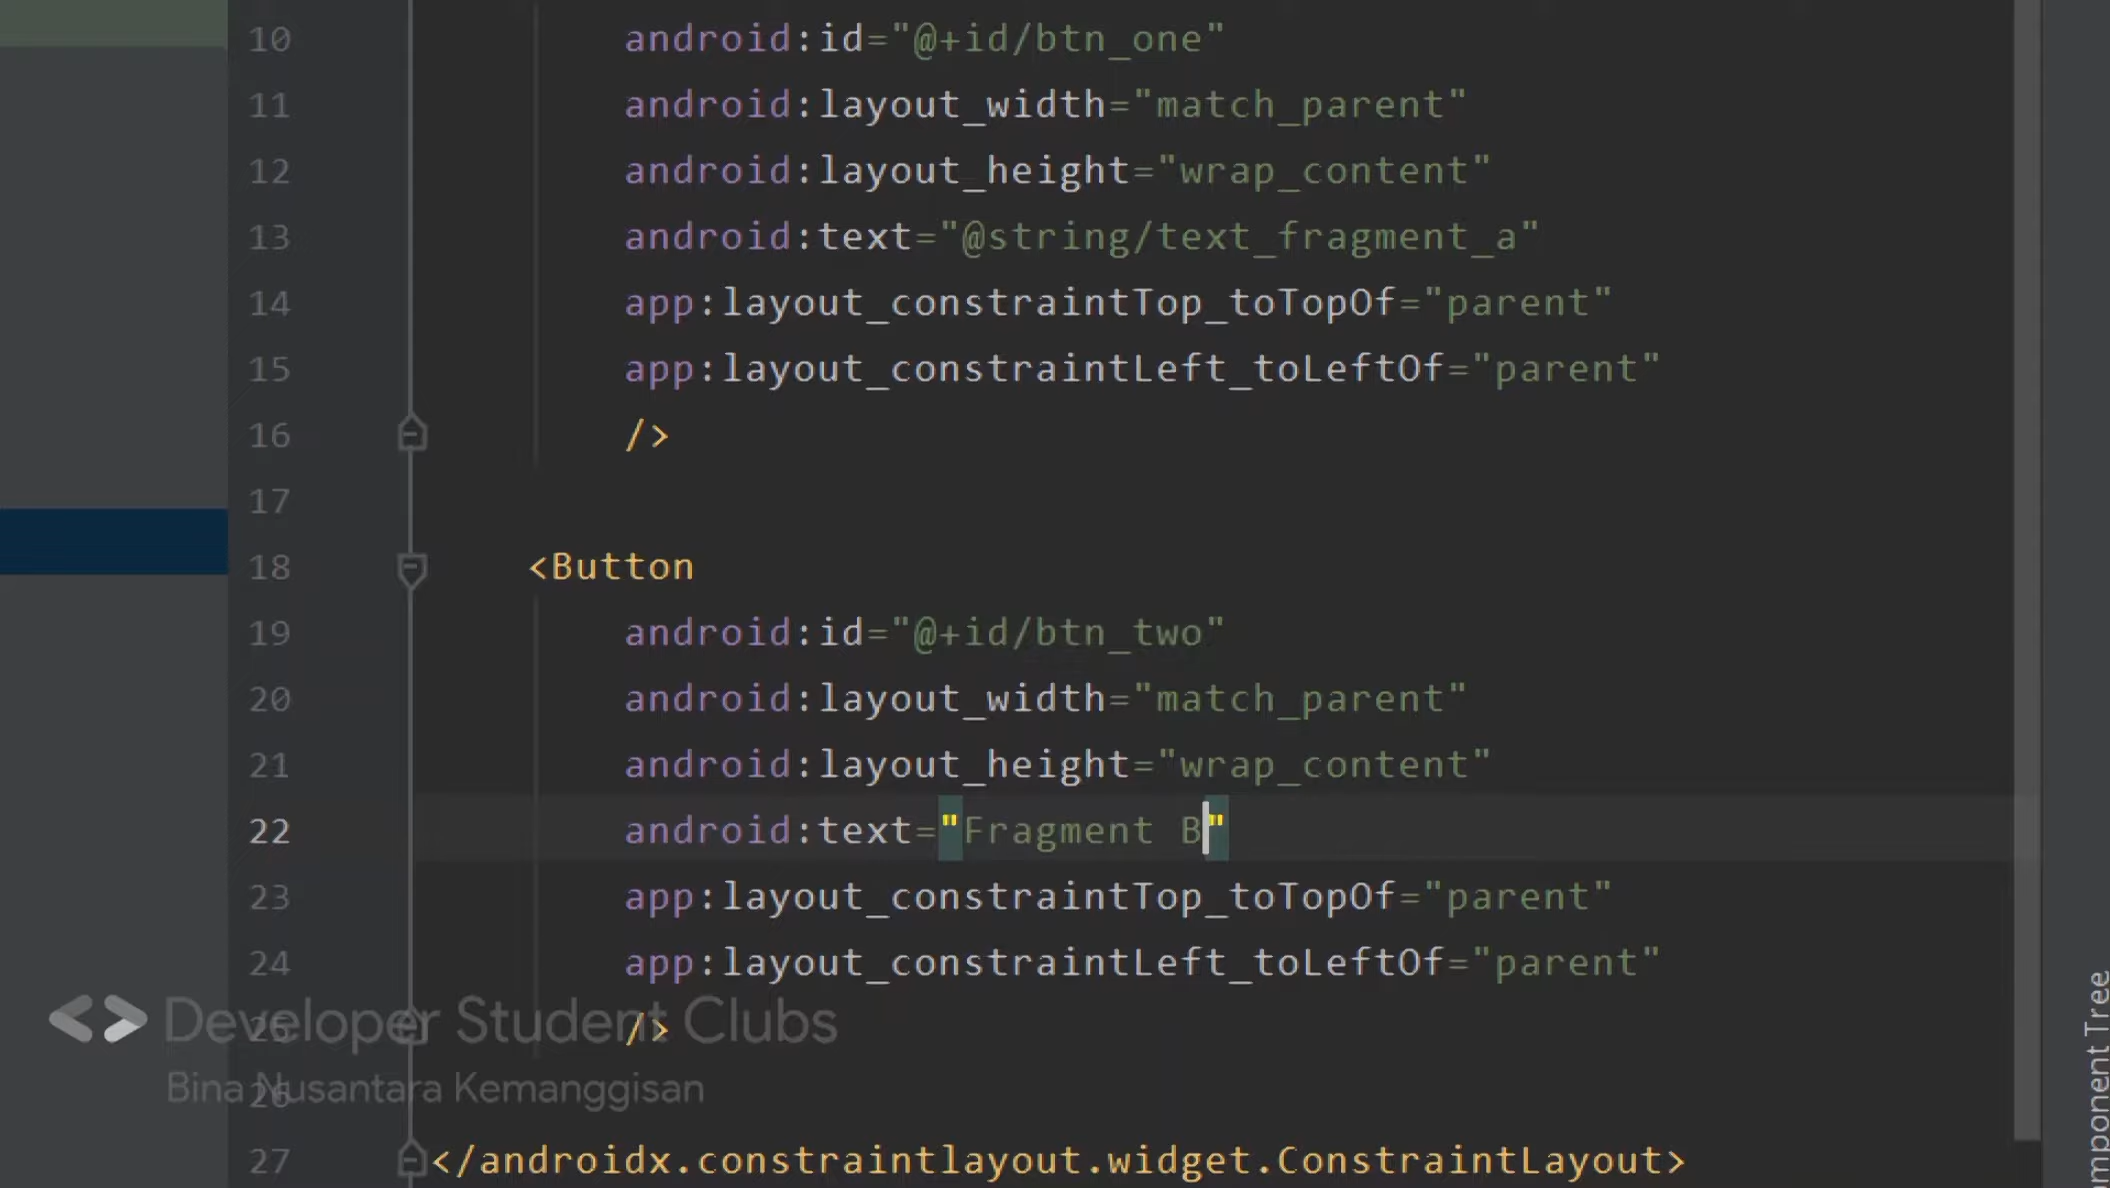 10 android:id="@+id/btn_one"
11 android:layout_width="match_parent"
12 android:layout_height="wrap_content"
13 android:text="@string/text_fragment_a"
14 app:layout_constraintTop_toTopOf="parent"
15 app:layout_constraintLeft_toLeftOf="parent"
16 />
17
18 <Button
19 android:id="@+id/btn_two"
20 android:layout_width="match_parent"
21 android:layout_height="wrap_content"
22 android:text="Fragment B"
23 app:layout_constraintTop_toTopOf="parent"
24 app:layout_constraintLeft_toLeftOf="parent"
25 />
26
27 </androidx.constraintlayout.widget.ConstraintLayout>
Developer Student Clubs
Bina Nusantara Kemanggisan
mponent Tree